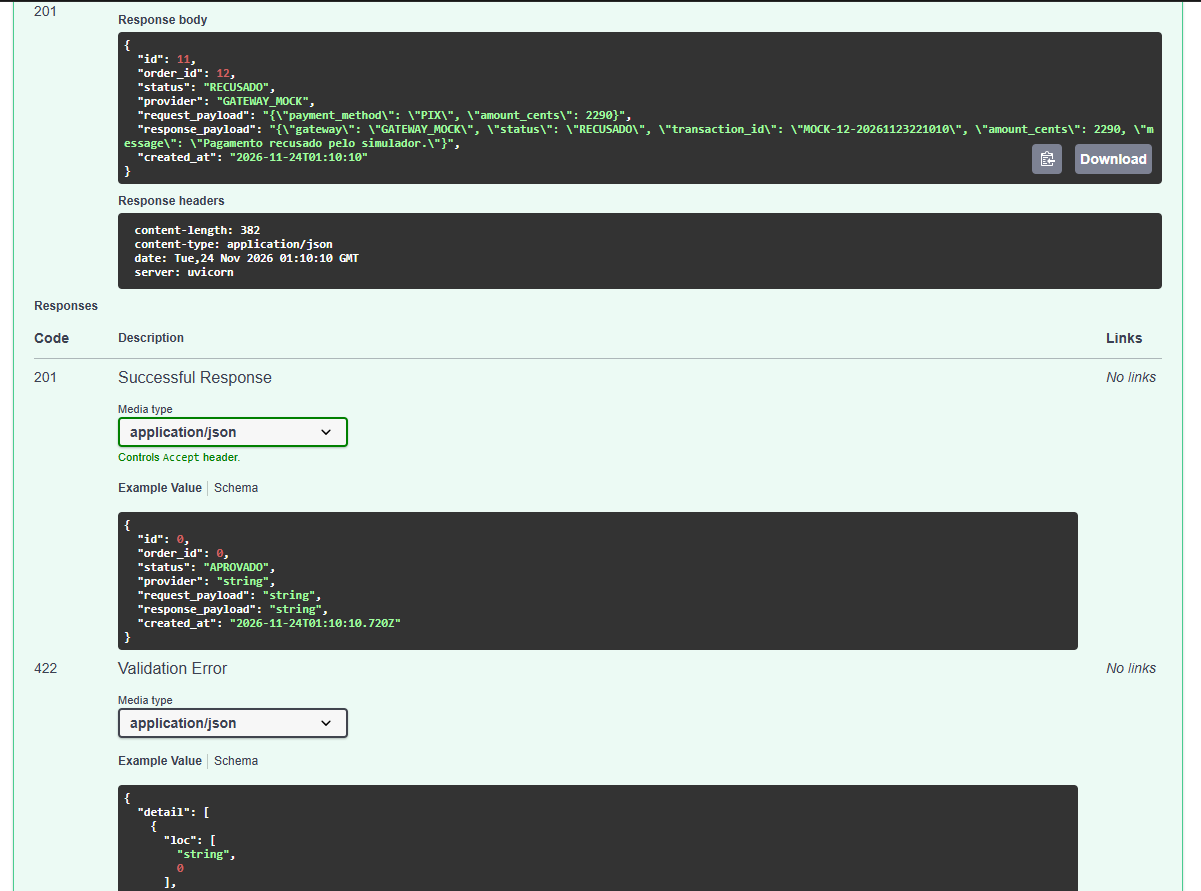 201
Response body
{
  "id": 11,
  "order_id": 12,
  "status": "RECUSADO",
  "provider": "GATEWAY_MOCK",
  "request_payload": "{\"payment_method\": \"PIX\", \"amount_cents\": 2290}",
  "response_payload": "{\"gateway\": \"GATEWAY_MOCK\", \"status\": \"RECUSADO\", \"transaction_id\": \"MOCK-12-20261123221010\", \"amount_cents\": 2290, \"m
essage\": \"Pagamento recusado pelo simulador.\"}",
  "created_at": "2026-11-24T01:10:10"
}
Download
Response headers
content-length: 382
content-type: application/json
date: Tue,24 Nov 2026 01:10:10 GMT
server: uvicorn
Responses
Code Description Links
201 Successful Response No links
Media type
application/json
Controls Accept header.
Example Value Schema
{
  "id": 0,
  "order_id": 0,
  "status": "APROVADO",
  "provider": "string",
  "request_payload": "string",
  "response_payload": "string",
  "created_at": "2026-11-24T01:10:10.720Z"
}
422 Validation Error No links
Media type
application/json
Example Value Schema
{
  "detail": [
    {
      "loc": [
        "string",
        0
      ],